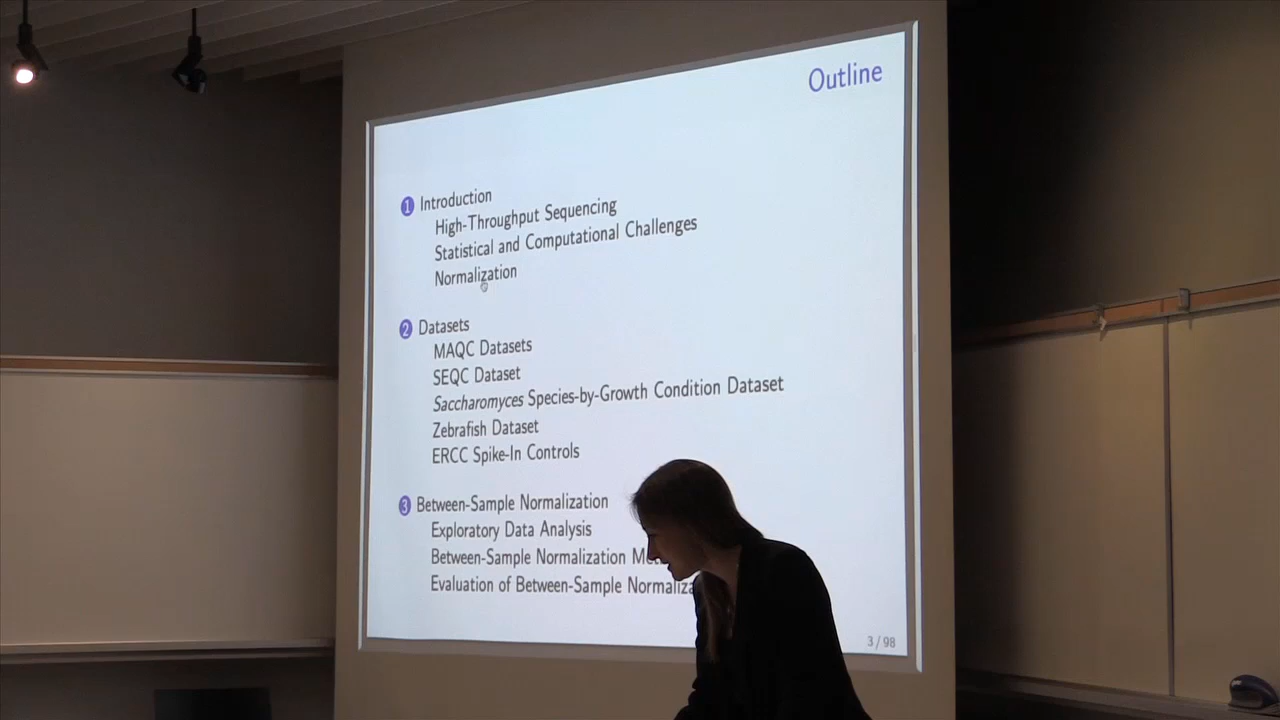 Outline
1 Introduction
High-Throughput Sequencing
Statistical and Computational Challenges
Normalization
2 Datasets
MAQC Datasets
SEQC Dataset
Saccharomyces Species-by-Growth Condition Dataset
Zebrafish Dataset
ERCC Spike-In Controls
3 Between-Sample Normalization
Exploratory Data Analysis
Between-Sample Normalization
Evaluation of Between-Sample
3 / 98